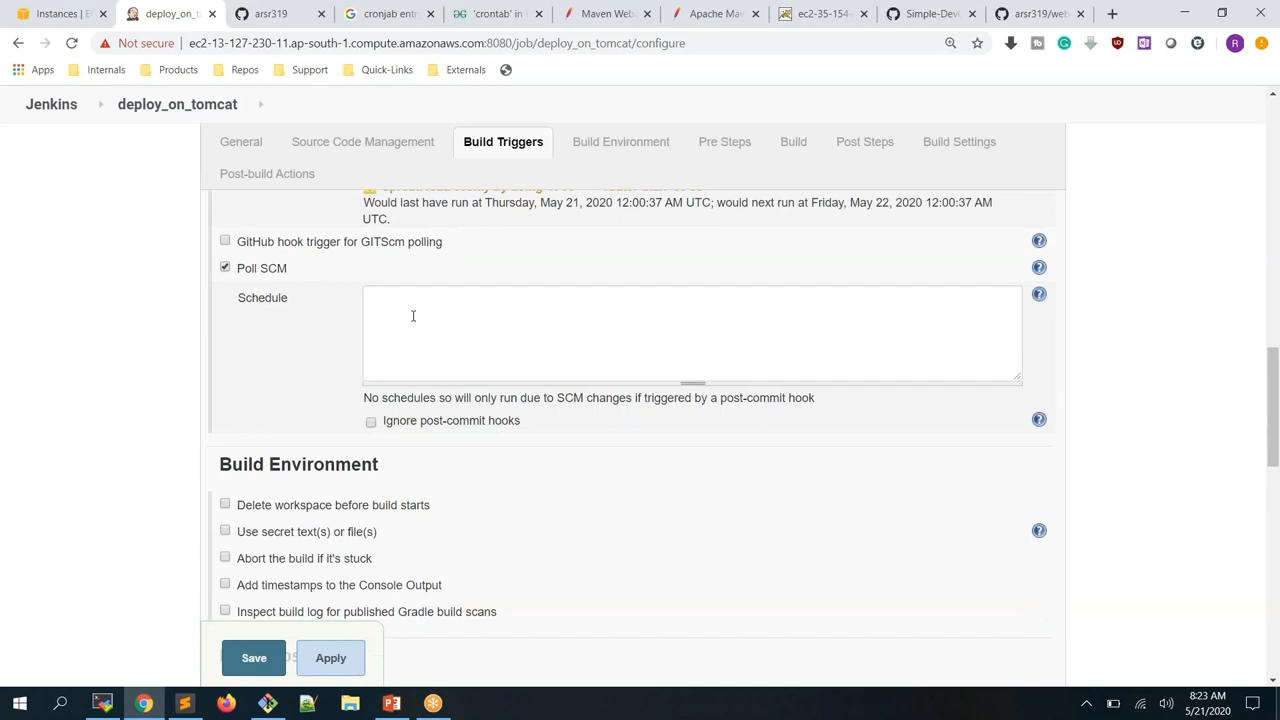 Instances | E
deploy_on_to
arsr319
cronjab entr
'crontab' in
Maven Web
Apache Mav
ec2-35-154-
Simple-DevO
arsr319/web
Not secure
ec2-13-127-230-11.ap-south-1.compute.amazonaws.com:8080/job/deploy_on_tomcat/configure
R
Apps
Internals
Products
Repos
Support
Quick-Links
Externals
Jenkins
deploy_on_tomcat
General
Source Code Management
Build Triggers
Build Environment
Pre Steps
Build
Post Steps
Build Settings
Post-build Actions
Would last have run at Thursday, May 21, 2020 12:00:37 AM UTC; would next run at Friday, May 22, 2020 12:00:37 AM
UTC.
GitHub hook trigger for GITScm polling
Poll SCM
Schedule
No schedules so will only run due to SCM changes if triggered by a post-commit hook
Ignore post-commit hooks
Build Environment
Delete workspace before build starts
Use secret text(s) or file(s)
Abort the build if it's stuck
Add timestamps to the Console Output
Inspect build log for published Gradle build scans
Save
Apply
8:23 AM
5/21/2020